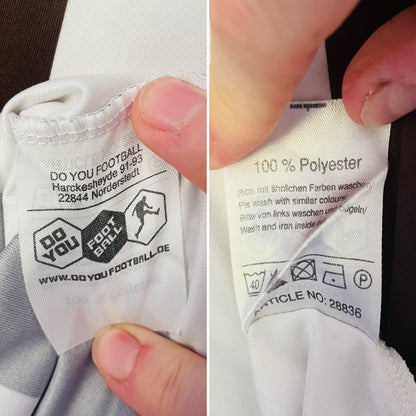 DO YOU FOOTBALL
Harckesheyde 91-93
22844 Norderstedt
DO YOU
FOOT BALL
WWW.DOYOUFOOTBALL.DE
100 % Polyester
Bitte mit ähnlichen Farben waschen/
Pls wash with similar colours/
Bitte von links waschen und bügeln/
Wash and iron inside
40
P
ARTICLE NO: 28836